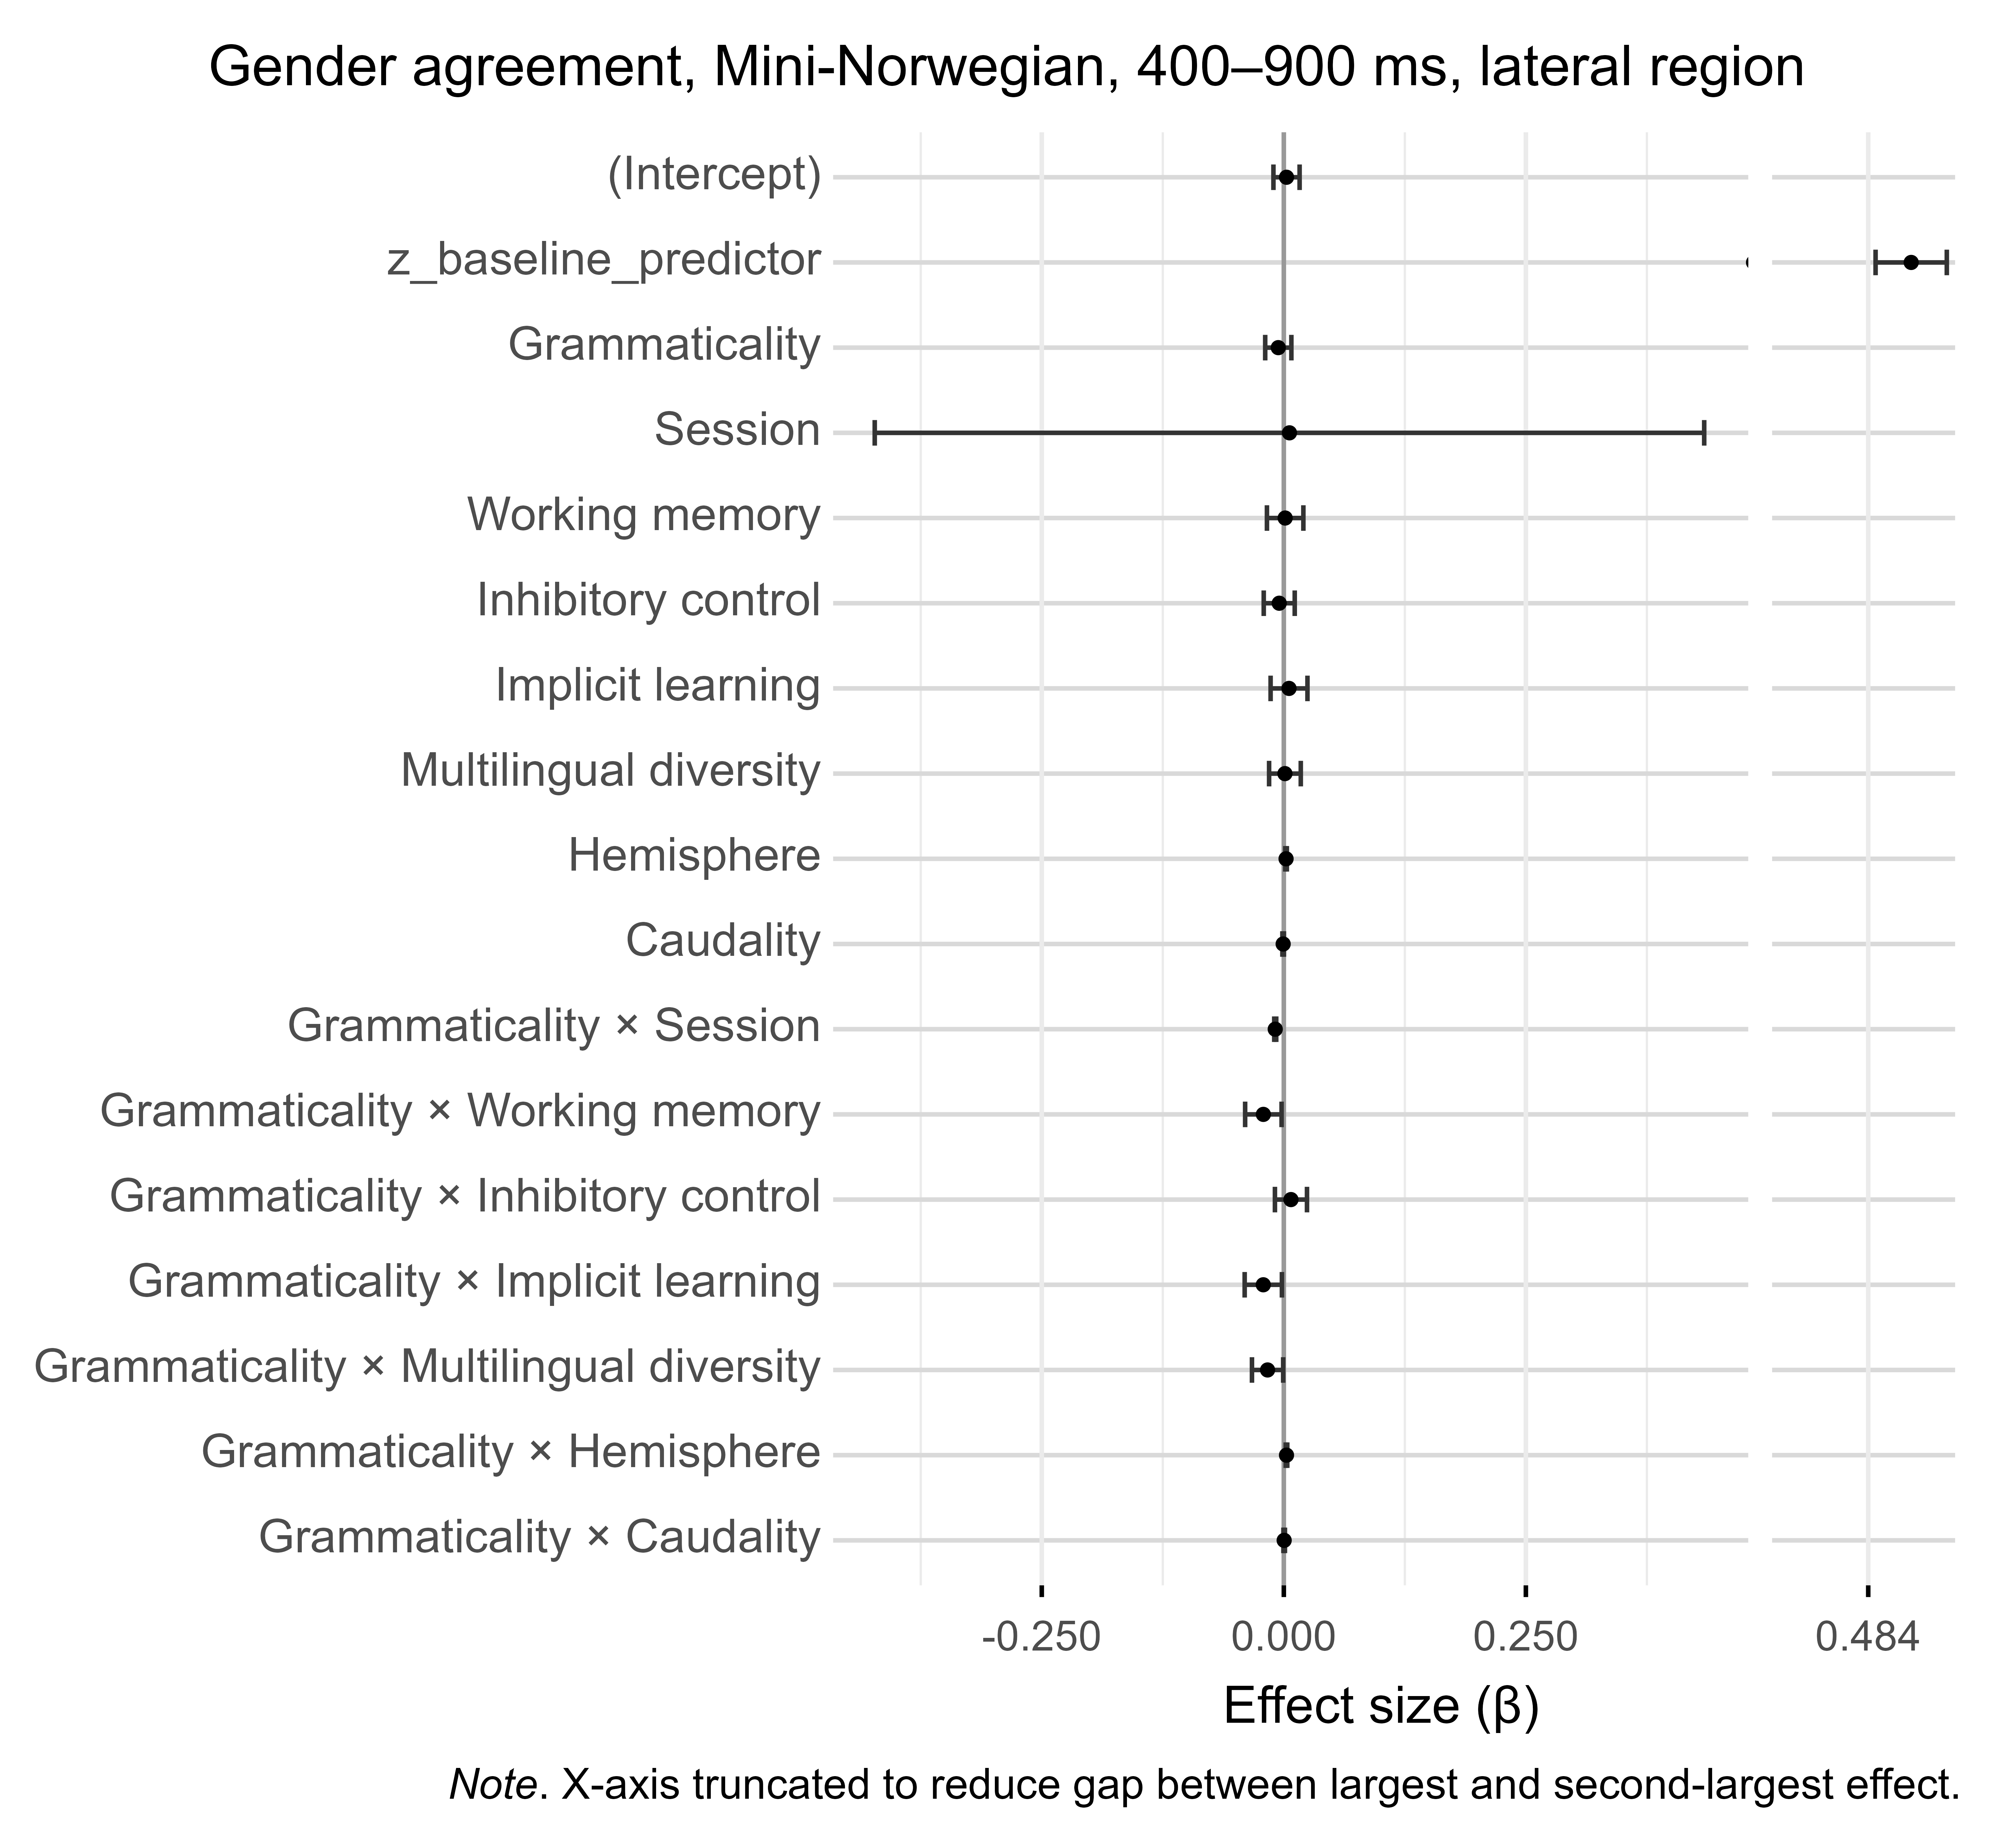 Gender agreement, Mini-Norwegian, 400–900 ms, lateral region
(Intercept)
z_baseline_predictor
Grammaticality
Session
Working memory
Inhibitory control
Implicit learning
Multilingual diversity
Hemisphere
Caudality
Grammaticality × Session
Grammaticality × Working memory
Grammaticality × Inhibitory control
Grammaticality × Implicit learning
Grammaticality × Multilingual diversity
Grammaticality × Hemisphere
Grammaticality × Caudality
-0.250 0.000 0.250 0.484
Effect size (β)
Note. X-axis truncated to reduce gap between largest and second-largest effect.